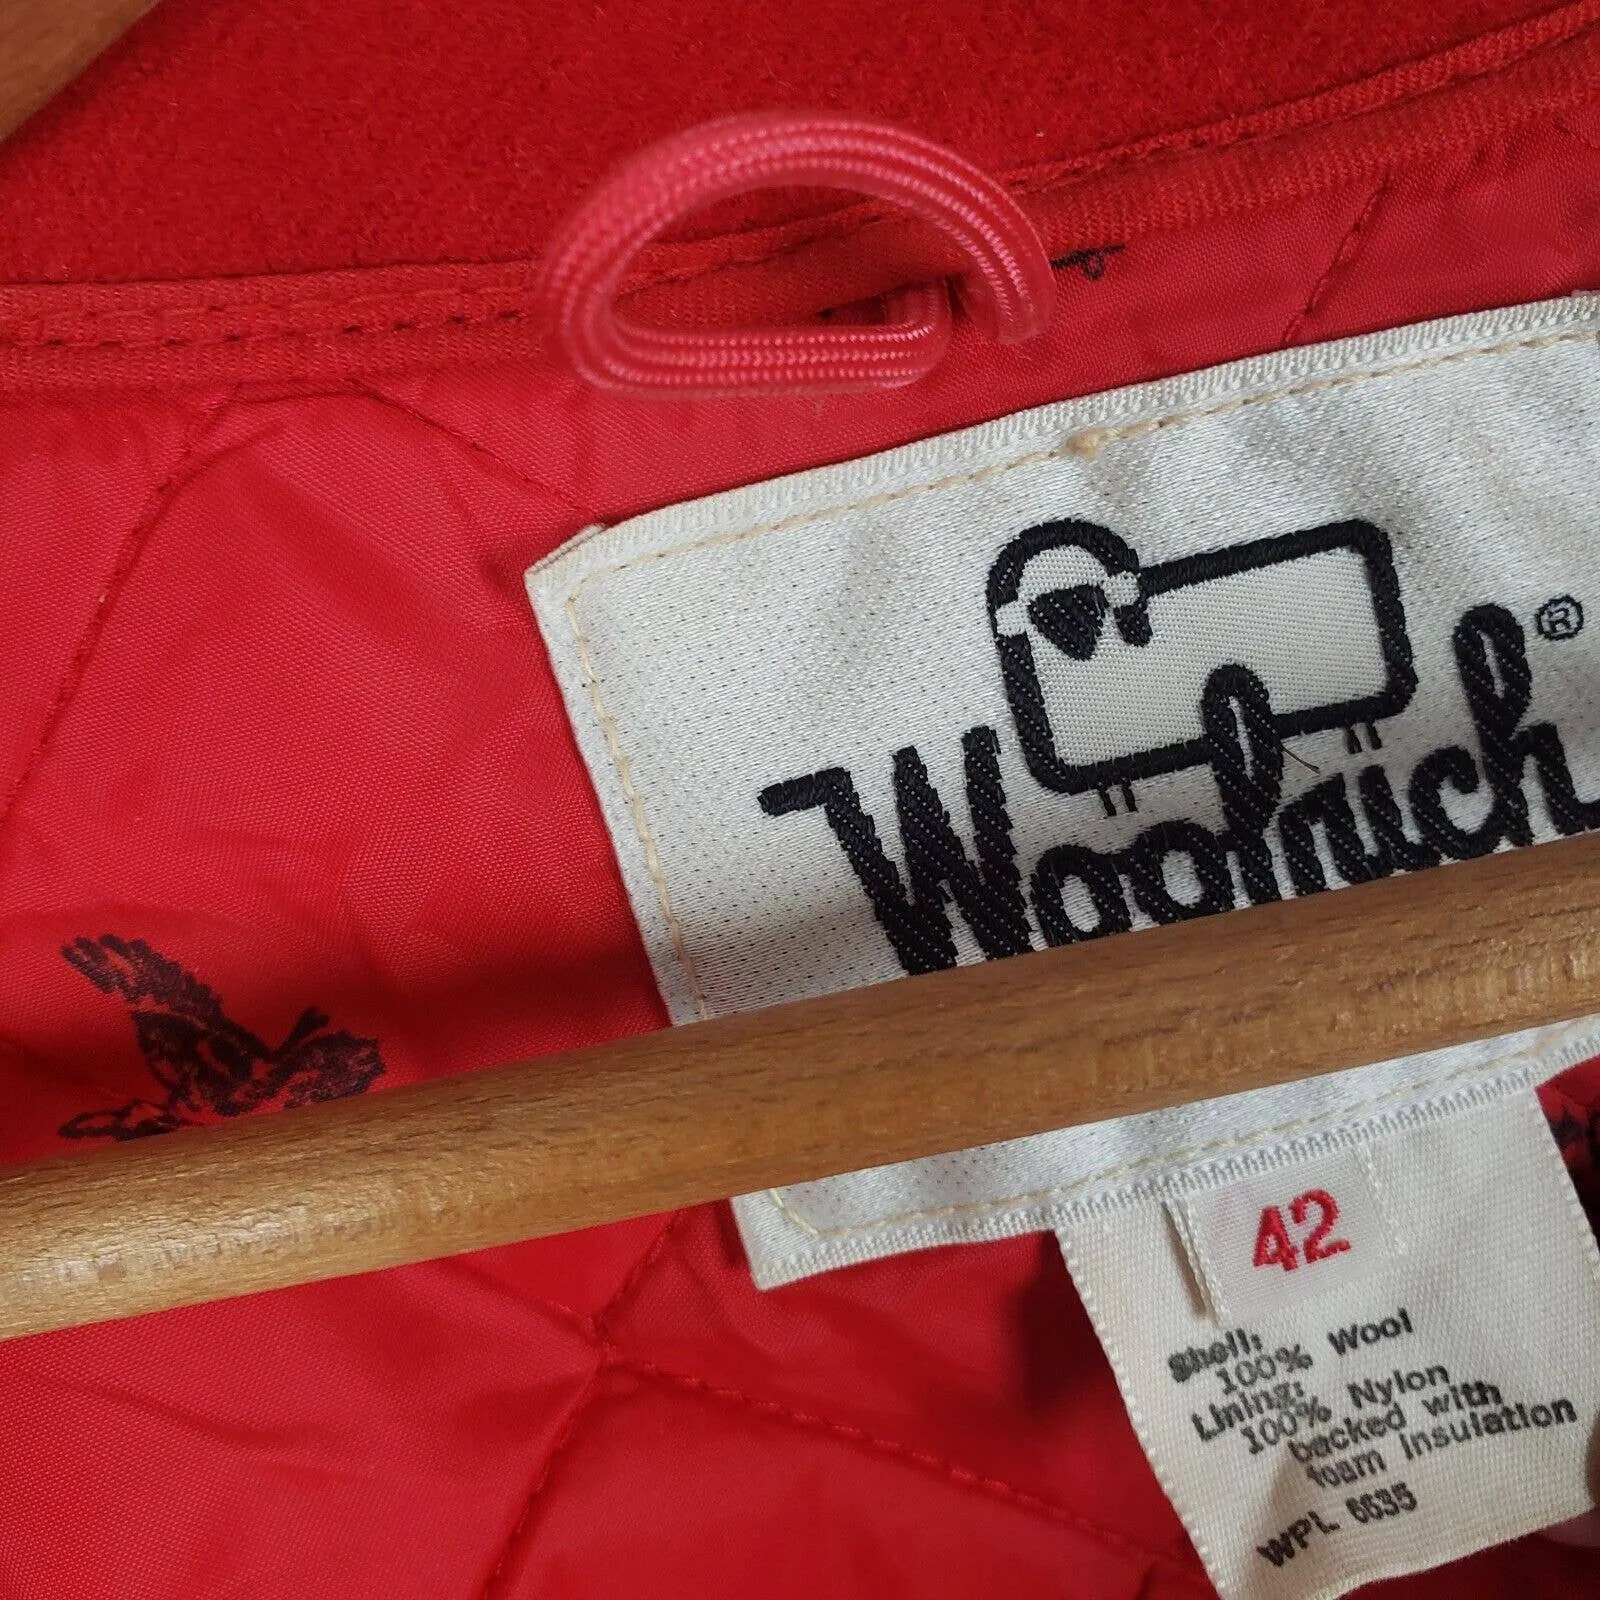 Woolrich®
42
Shell:
100% Wool
Lining:
100% Nylon
backed with
foam insulation
WPL 6635